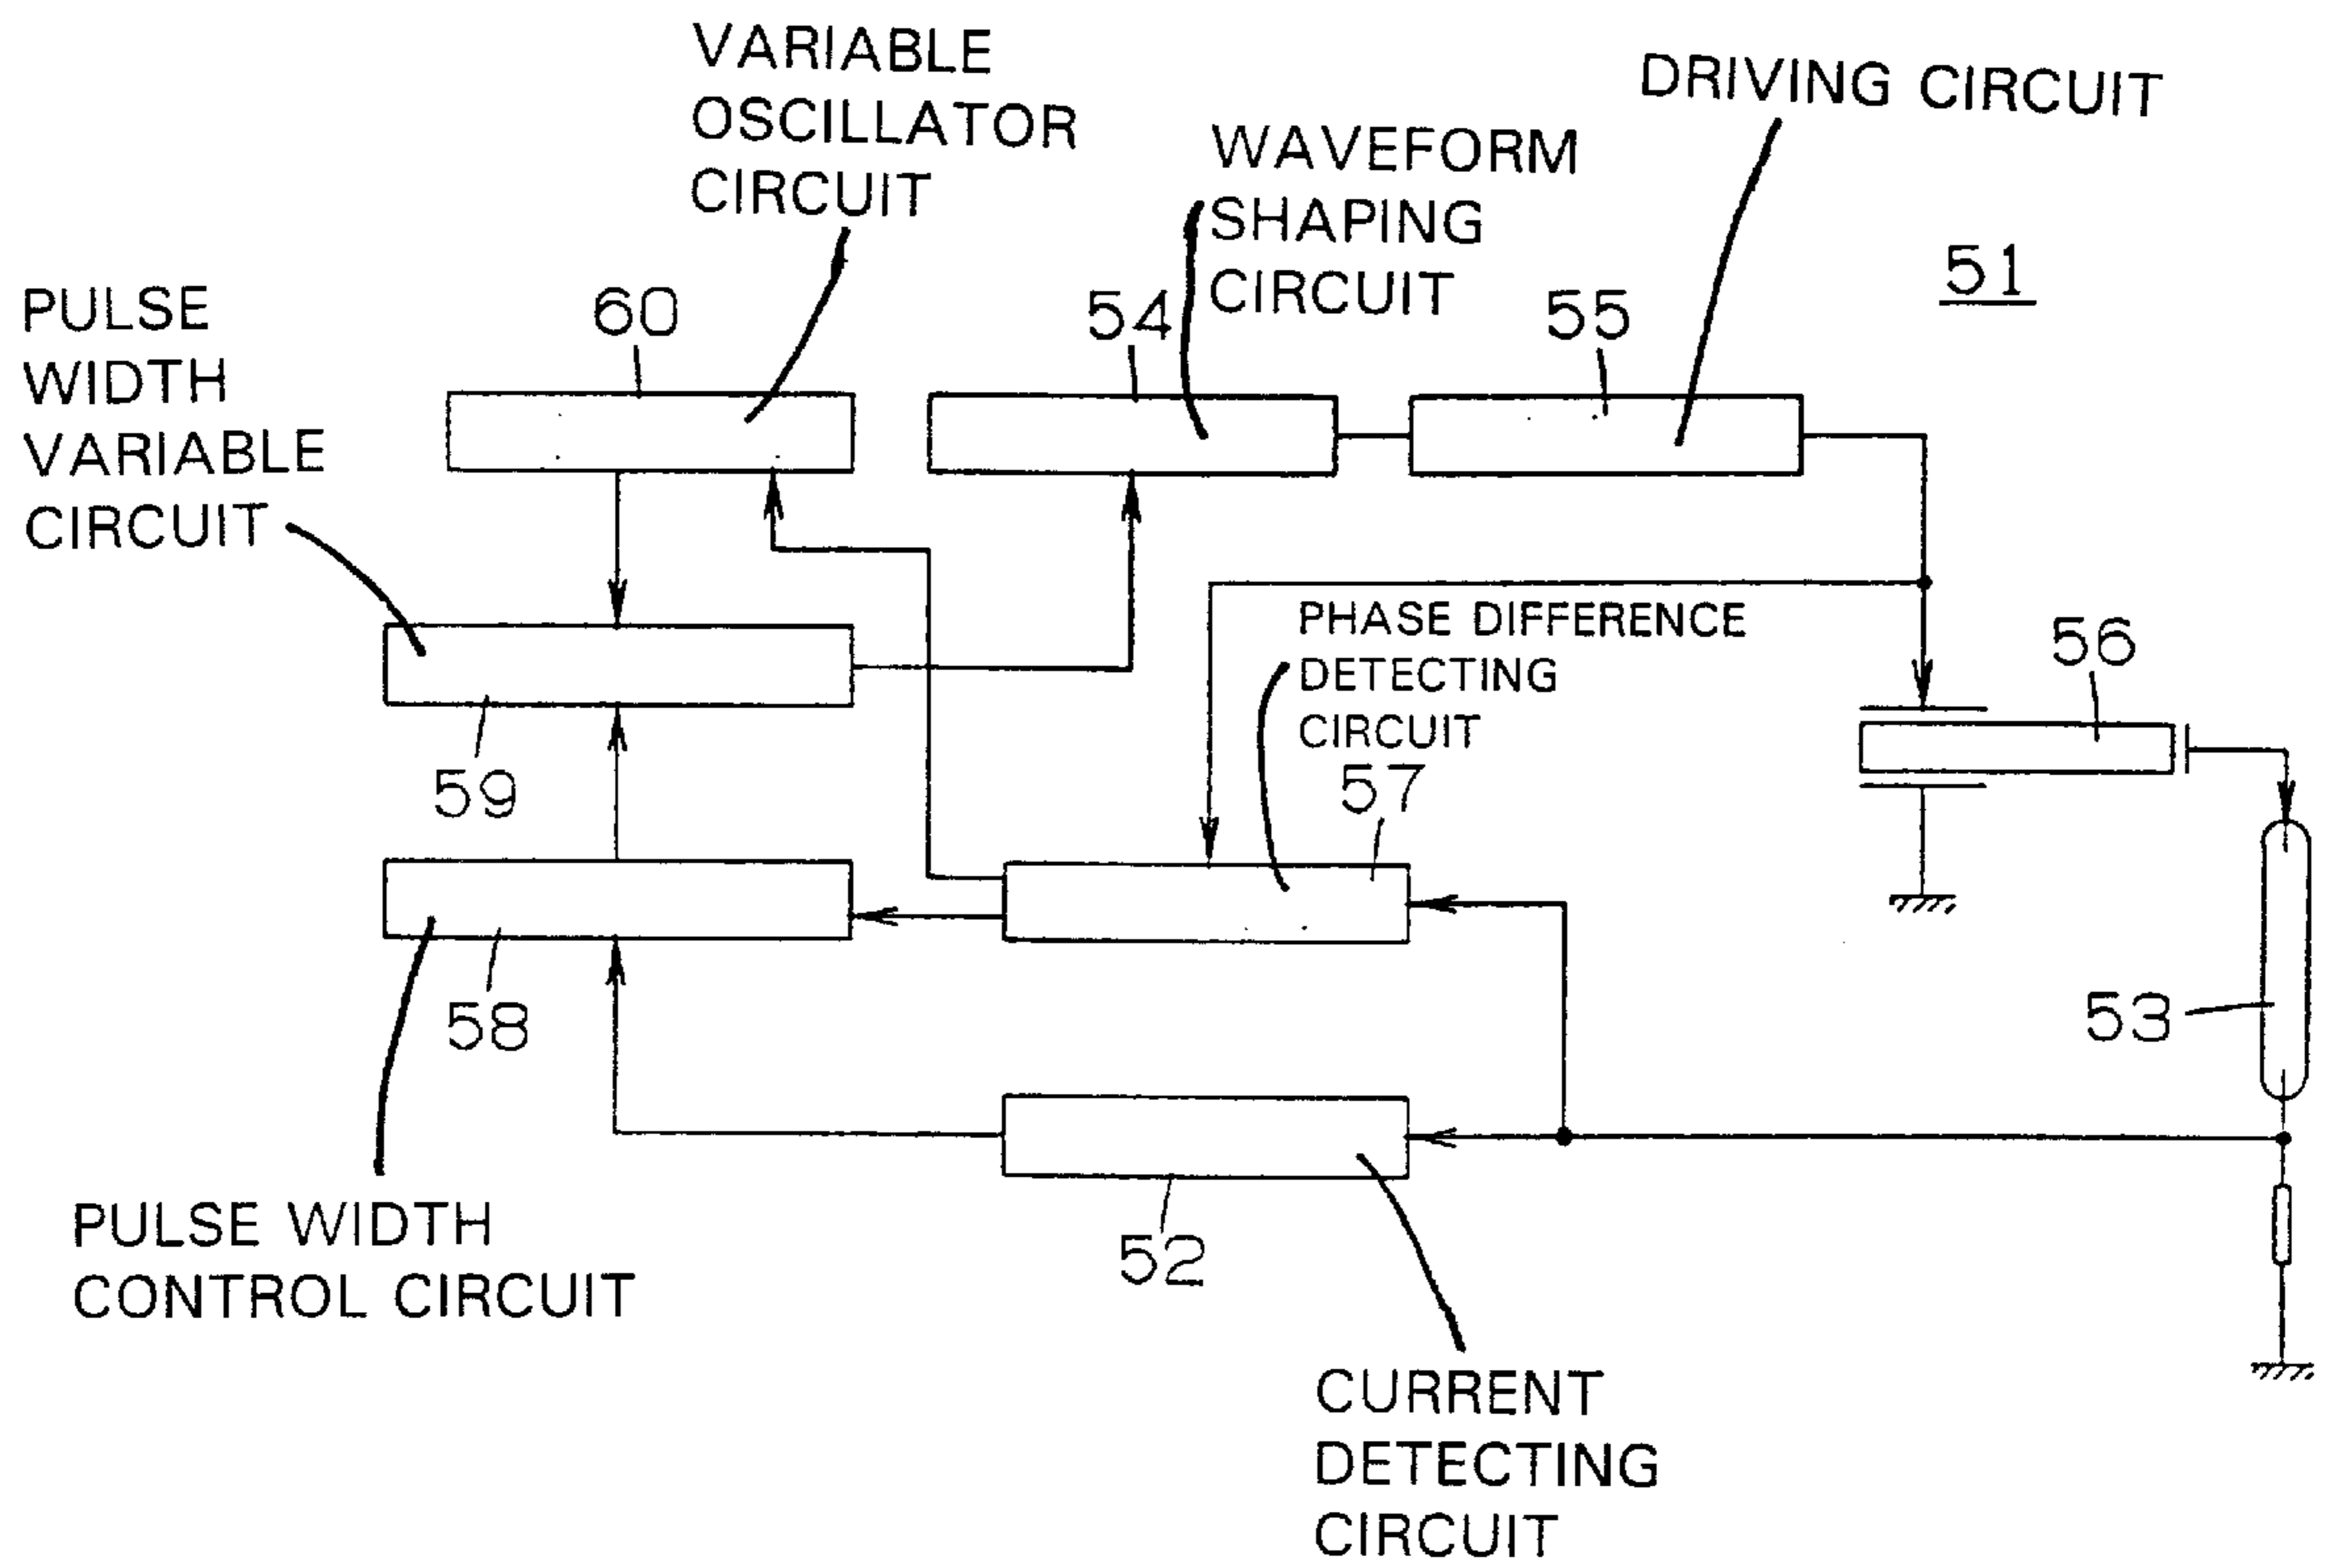 VARIABLE
OSCILLATOR
CIRCUIT
DRIVING CIRCUIT
WAVEFORM
SHAPING
CIRCUIT
51
PULSE
WIDTH
VARIABLE
CIRCUIT
60
54
55
PHASE DIFFERENCE
DETECTING
CIRCUIT
57
56
59
58
53
52
PULSE WIDTH
CONTROL CIRCUIT
CURRENT
DETECTING
CIRCUIT